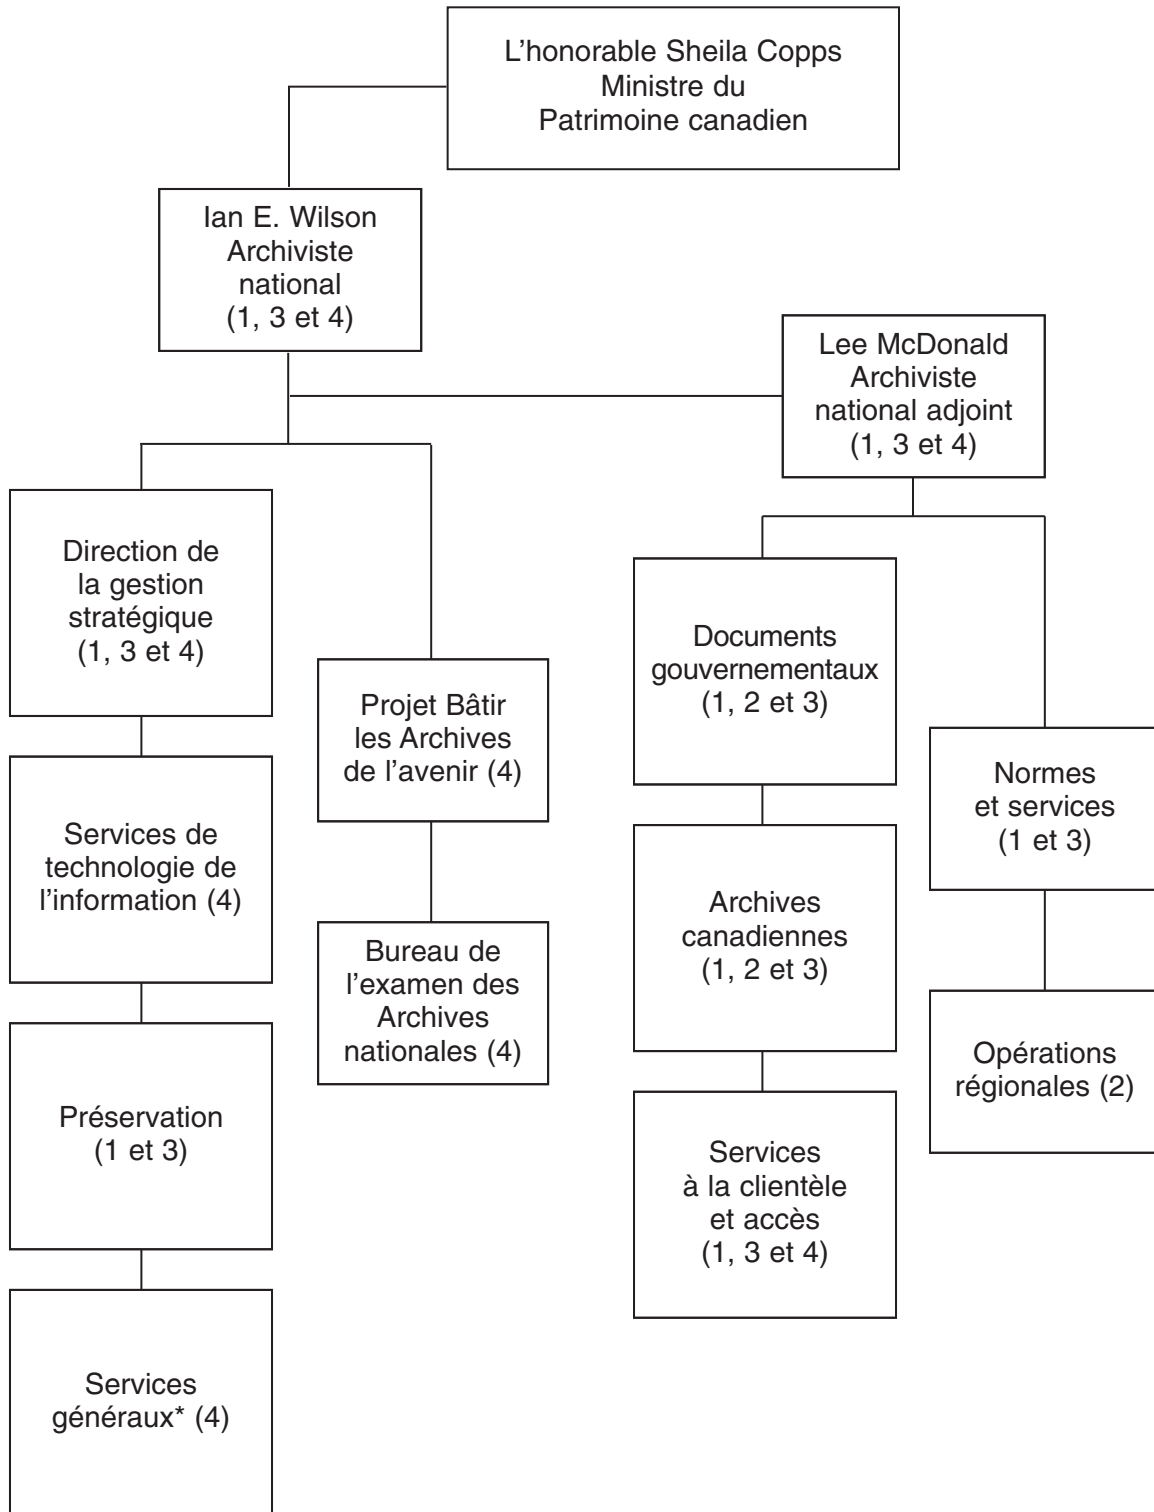 L'honorable Sheila Copps
Ministre du
Patrimoine canadien
Ian E. Wilson
Archiviste
national
(1, 3 et 4)
Lee McDonald
Archiviste
national adjoint
(1, 3 et 4)
Direction de
la gestion
stratégique
(1, 3 et 4)
Services de
technologie de
l'information (4)
Préservation
(1 et 3)
Services
généraux* (4)
Projet Bâtir
les Archives
de l'avenir (4)
Bureau de
l'examen des
Archives
nationales (4)
Documents
gouvernementaux
(1, 2 et 3)
Archives
canadiennes
(1, 2 et 3)
Services
à la clientèle
et accès
(1, 3 et 4)
Normes
et services
(1 et 3)
Opérations
régionales (2)